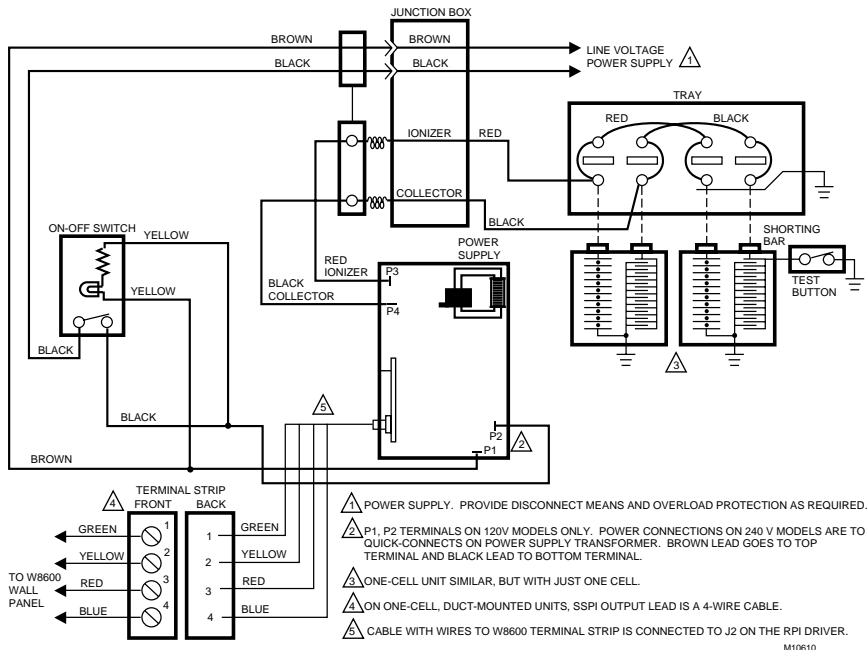 JUNCTION BOX
BROWN
BROWN
LINE VOLTAGE
POWER SUPPLY
1
BLACK
BLACK
TRAY
RED
BLACK
IONIZER
RED
COLLECTOR
BLACK
ON-OFF SWITCH
YELLOW
YELLOW
BLACK
BLACK
BROWN
RED
IONIZER
BLACK
COLLECTOR
POWER
SUPPLY
P3
P4
P2
P1
2
5
SHORTING
BAR
TEST
BUTTON
3
4
TERMINAL STRIP
FRONT
BACK
GREEN
1
1
GREEN
YELLOW
2
2
YELLOW
RED
3
3
RED
BLUE
4
4
BLUE
TO W8600
WALL
PANEL
1 POWER SUPPLY. PROVIDE DISCONNECT MEANS AND OVERLOAD PROTECTION AS REQUIRED.
2 P1, P2 TERMINALS ON 120V MODELS ONLY. POWER CONNECTIONS ON 240 V MODELS ARE TO
QUICK-CONNECTS ON POWER SUPPLY TRANSFORMER. BROWN LEAD GOES TO TOP
TERMINAL AND BLACK LEAD TO BOTTOM TERMINAL.
3 ONE-CELL UNIT SIMILAR, BUT WITH JUST ONE CELL.
4 ON ONE-CELL, DUCT-MOUNTED UNITS, SSPI OUTPUT LEAD IS A 4-WIRE CABLE.
5 CABLE WITH WIRES TO W8600 TERMINAL STRIP IS CONNECTED TO J2 ON THE RPI DRIVER.
M10610